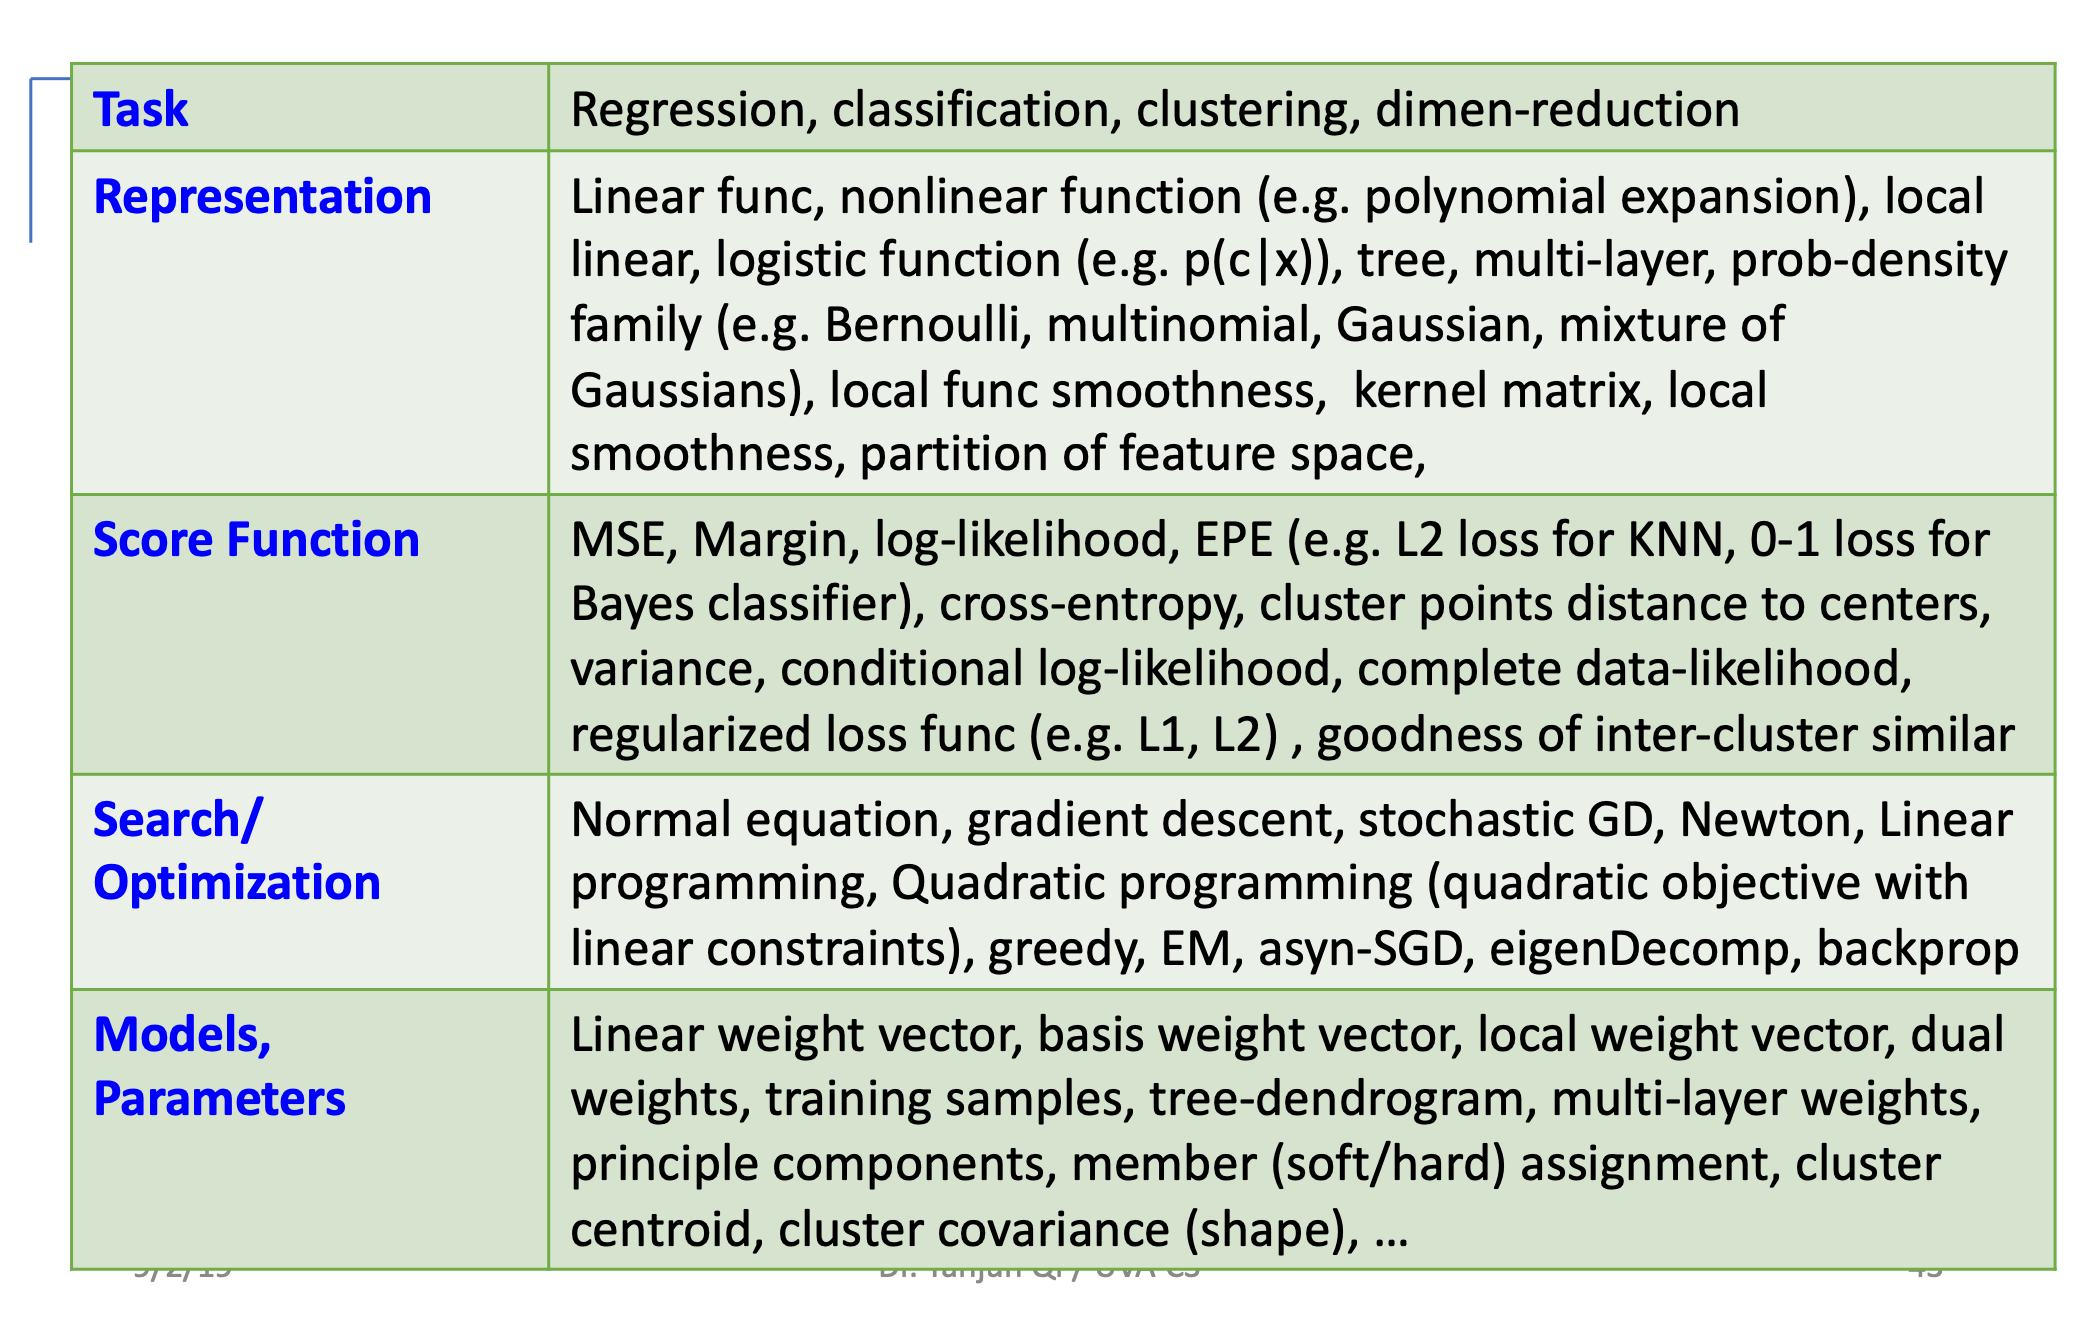 Task
Regression, classification, clustering, dimen-reduction
Representation
Linear func, nonlinear function (e.g. polynomial expansion), local
linear, logistic function (e.g. p(c|x)), tree, multi-layer, prob-density
family (e.g. Bernoulli, multinomial, Gaussian, mixture of
Gaussians), local func smoothness,  kernel matrix, local
smoothness, partition of feature space,
Score Function
MSE, Margin, log-likelihood, EPE (e.g. L2 loss for KNN, 0-1 loss for
Bayes classifier), cross-entropy, cluster points distance to centers,
variance, conditional log-likelihood, complete data-likelihood,
regularized loss func (e.g. L1, L2) , goodness of inter-cluster similar
Search/
Optimization
Normal equation, gradient descent, stochastic GD, Newton, Linear
programming, Quadratic programming (quadratic objective with
linear constraints), greedy, EM, asyn-SGD, eigenDecomp, backprop
Models,
Parameters
Linear weight vector, basis weight vector, local weight vector, dual
weights, training samples, tree-dendrogram, multi-layer weights,
principle components, member (soft/hard) assignment, cluster
centroid, cluster covariance (shape), …